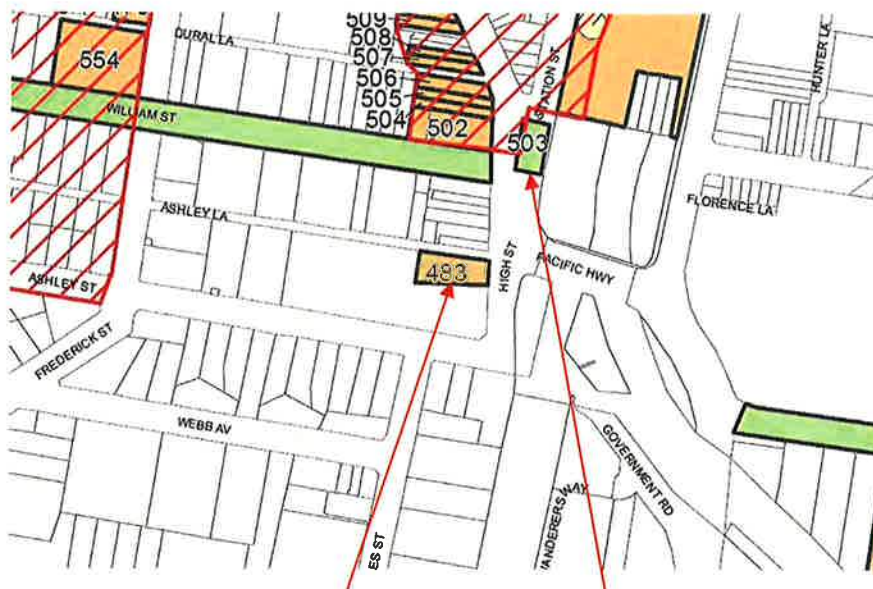 509
508
507
506
505
504
DURAL LA
554
WILLIAM ST
502
503
STATION ST
HUNTER LA
FLORENCE LA
ASHLEY LA
483
HIGH ST
PACIFIC HWY
ASHLEY ST
FREDERICK ST
WEBB AV
GOVERNMENT RD
WANDERERS WAY
ES ST